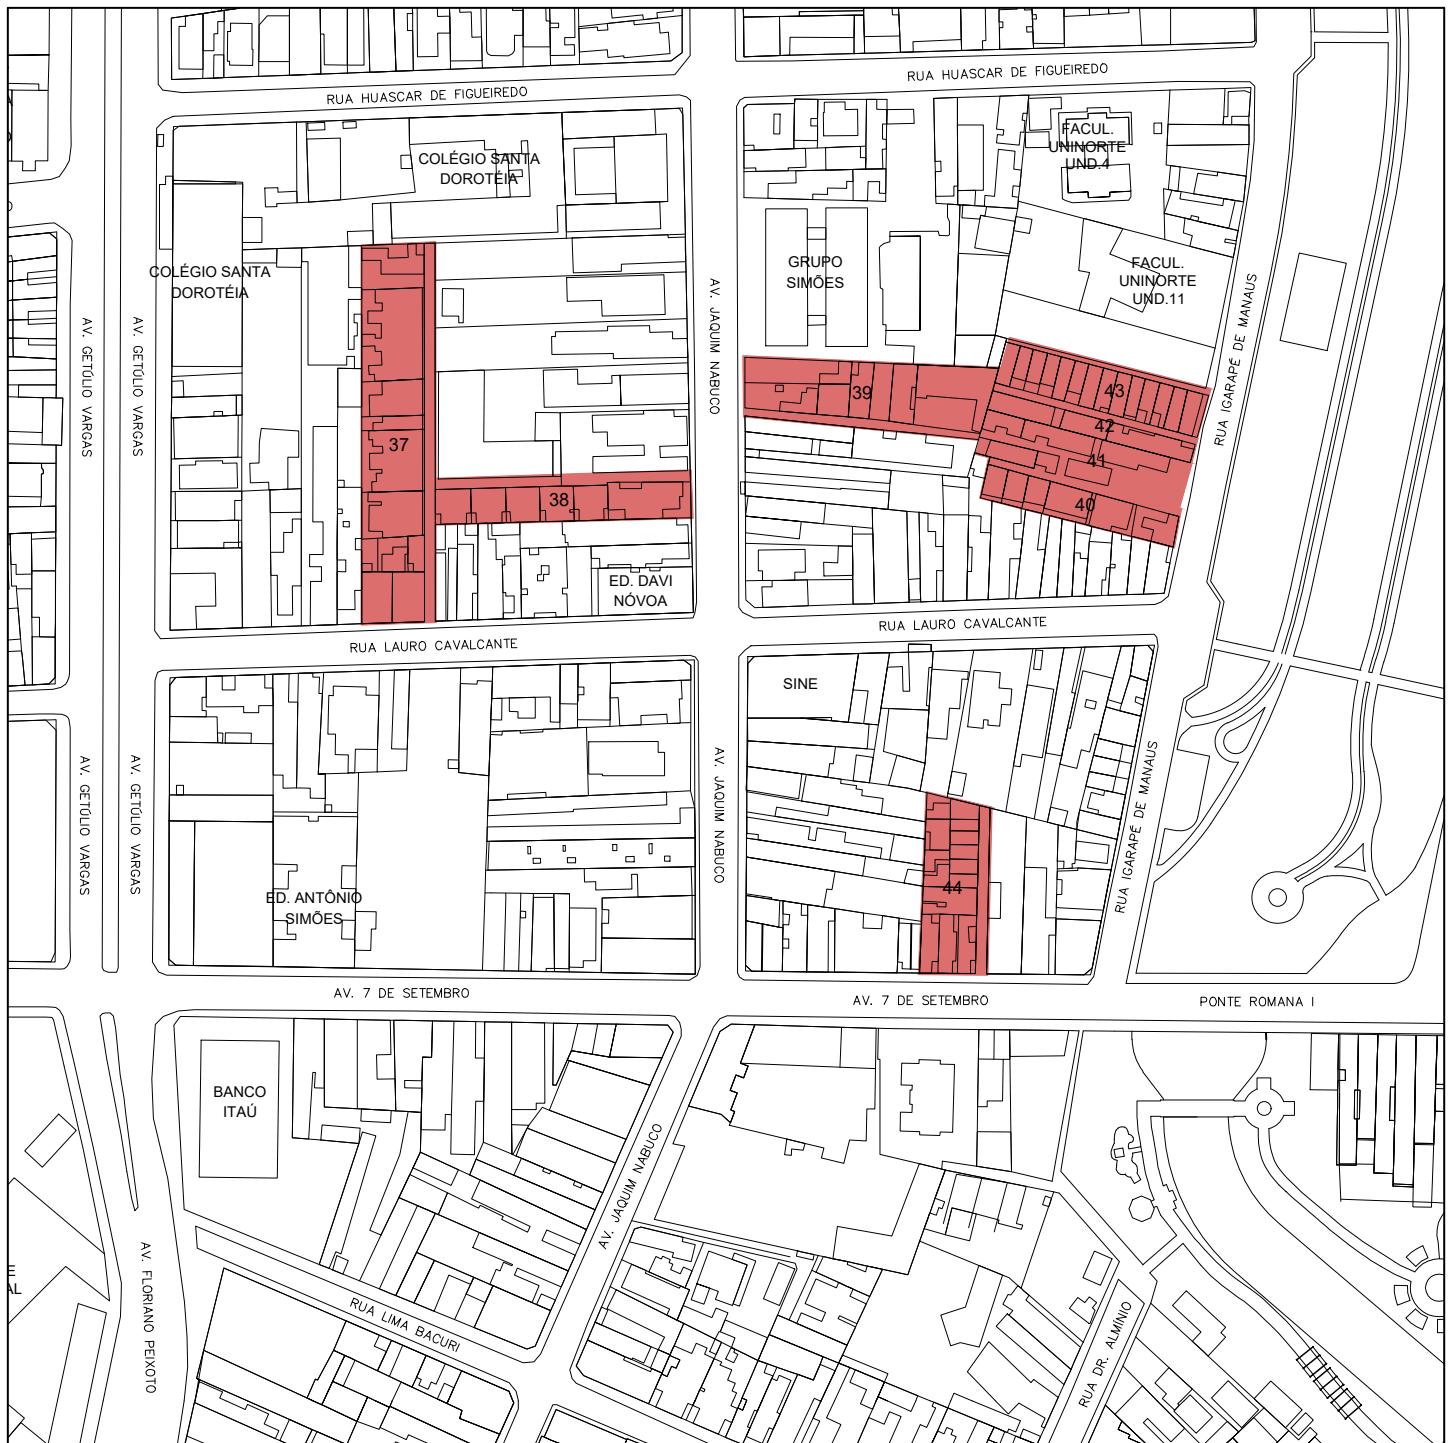 RUA HUASCAR DE FIGUEIREDO
RUA HUASCAR DE FIGUEIREDO
COLÉGIO SANTA
DOROTÉIA
FACUL.
UNINORTE
UND.4
COLÉGIO SANTA
DOROTÉIA
GRUPO
SIMÕES
FACUL.
UNINORTE
UND.11
AV. GETÚLIO VARGAS
AV. GETÚLIO VARGAS
AV. JAQUIM NABUCO
RUA IGARAPÉ DE MANAUS
37
38
39
43
42
41
40
ED. DAVI
NÓVOA
RUA LAURO CAVALCANTE
RUA LAURO CAVALCANTE
SINE
AV. GETÚLIO VARGAS
AV. GETÚLIO VARGAS
AV. JAQUIM NABUCO
RUA IGARAPÉ DE MANAUS
44
ED. ANTÔNIO
SIMÕES
AV. 7 DE SETEMBRO
AV. 7 DE SETEMBRO
PONTE ROMANA I
BANCO
ITAÚ
AV. JAQUIM NABUCO
AV. FLORIANO PEIXOTO
E
AL
RUA LIMA BACURI
RUA DR. ALMÍNIO